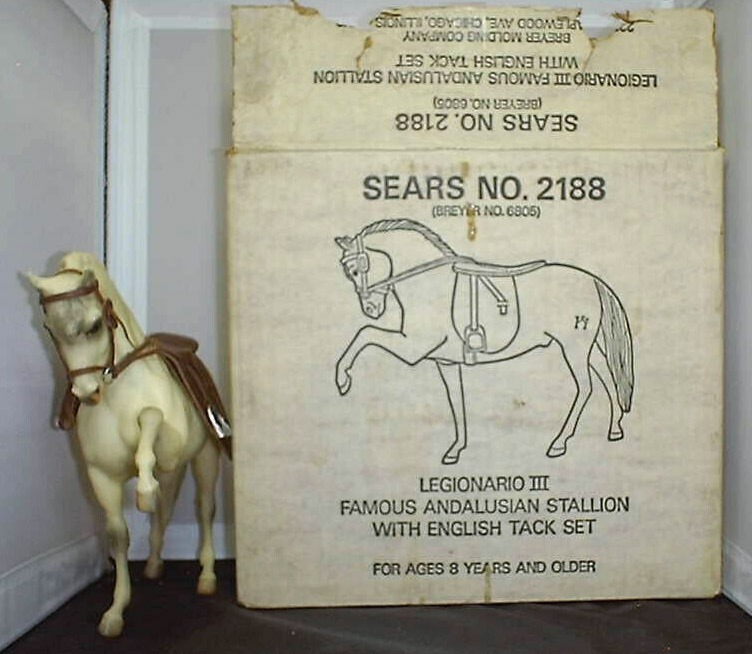 SEARS NO. 2188
(BREYER NO. 6805)
LEGIONARIO III
FAMOUS ANDALUSIAN STALLION
WITH ENGLISH TACK SET
FOR AGES 8 YEARS AND OLDER
SEARS NO. 2188
(BREYER NO. 6805)
LEGIONARIO III FAMOUS ANDALUSIAN STALLION
WITH ENGLISH TACK SET
BREYER MOLDING COMPANY
AVE, CHICAGO, ILLINOIS